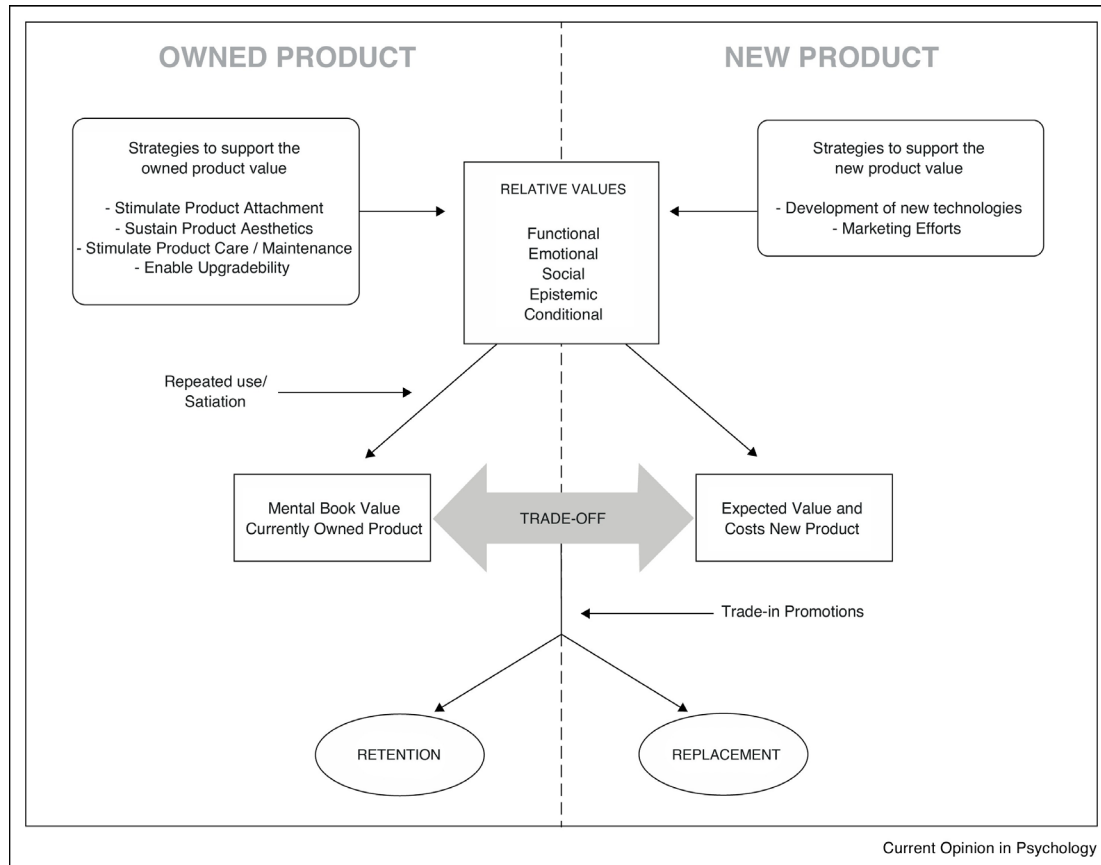 OWNED PRODUCT
NEW PRODUCT
Strategies to support the
owned product value
- Stimulate Product Attachment
- Sustain Product Aesthetics
- Stimulate Product Care / Maintenance
- Enable Upgradebility
RELATIVE VALUES
Functional
Emotional
Social
Epistemic
Conditional
Strategies to support the
new product value
- Development of new technologies
- Marketing Efforts
Repeated use/
Satiation
Mental Book Value
Currently Owned Product
TRADE-OFF
Expected Value and
Costs New Product
Trade-in Promotions
RETENTION
REPLACEMENT
Current Opinion in Psychology